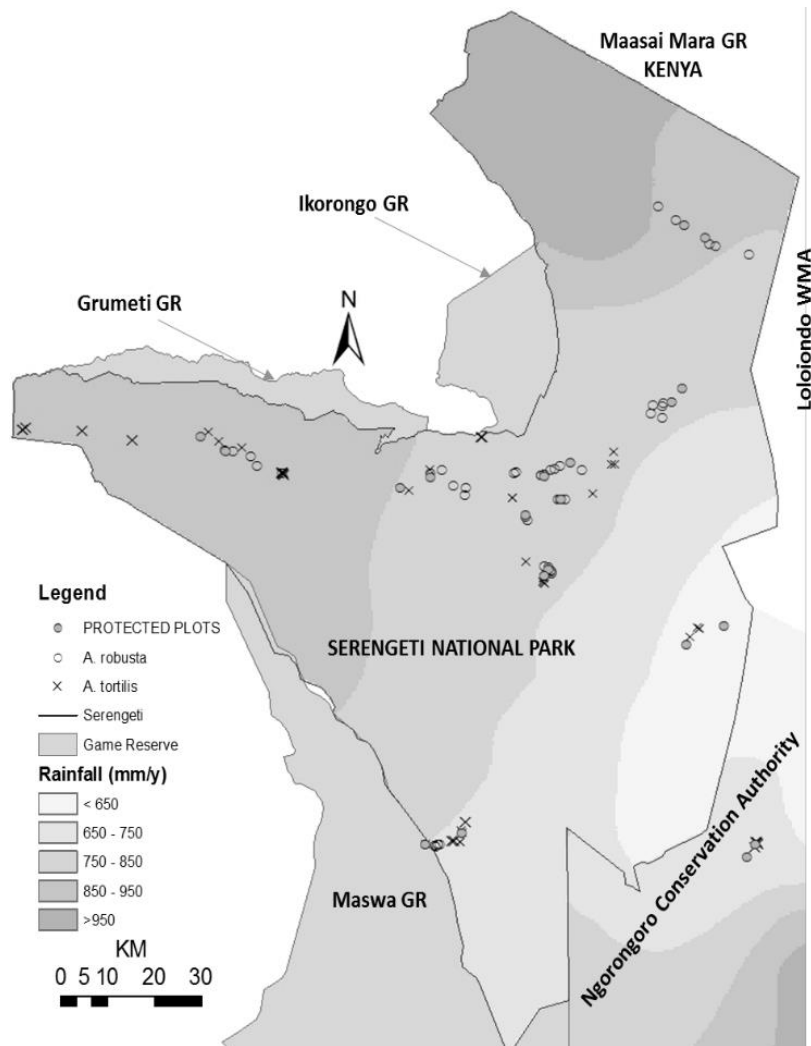 Maasai Mara GR
KENYA
Ikorongo GR
Loloiondo WMA
Grumeti GR
N
Legend
PROTECTED PLOTS
A. robusta
A. tortilis
Serengeti
Game Reserve
Rainfall (mm/y)
< 650
650 - 750
750 - 850
850 - 950
>950
KM
0 5 10 20 30
SERENGETI NATIONAL PARK
Maswa GR
Ngorongoro Conservation Authority